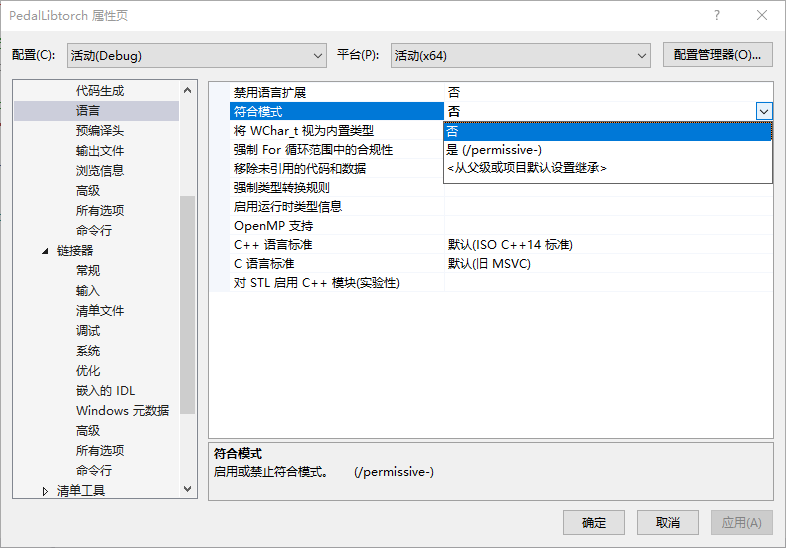 PedalLibtorch 属性页
配置(C): 活动(Debug) 平台(P): 活动(x64) 配置管理器(O)...
代码生成
语言
预编译头
输出文件
浏览信息
高级
所有选项
命令行
链接器
常规
输入
清单文件
调试
系统
优化
嵌入的 IDL
Windows 元数据
高级
所有选项
命令行
清单工具
禁用语言扩展 否
符合模式 否
将 WChar_t 视为内置类型 否
强制 For 循环范围中的合规性 是 (/permissive-)
移除未引用的代码和数据 <从父级或项目默认设置继承>
强制类型转换规则
启用运行时类型信息
OpenMP 支持
C++ 语言标准 默认(ISO C++14 标准)
C 语言标准 默认(旧 MSVC)
对 STL 启用 C++ 模块(实验性)
符合模式
启用或禁止符合模式。 (/permissive-)
确定 取消 应用(A)